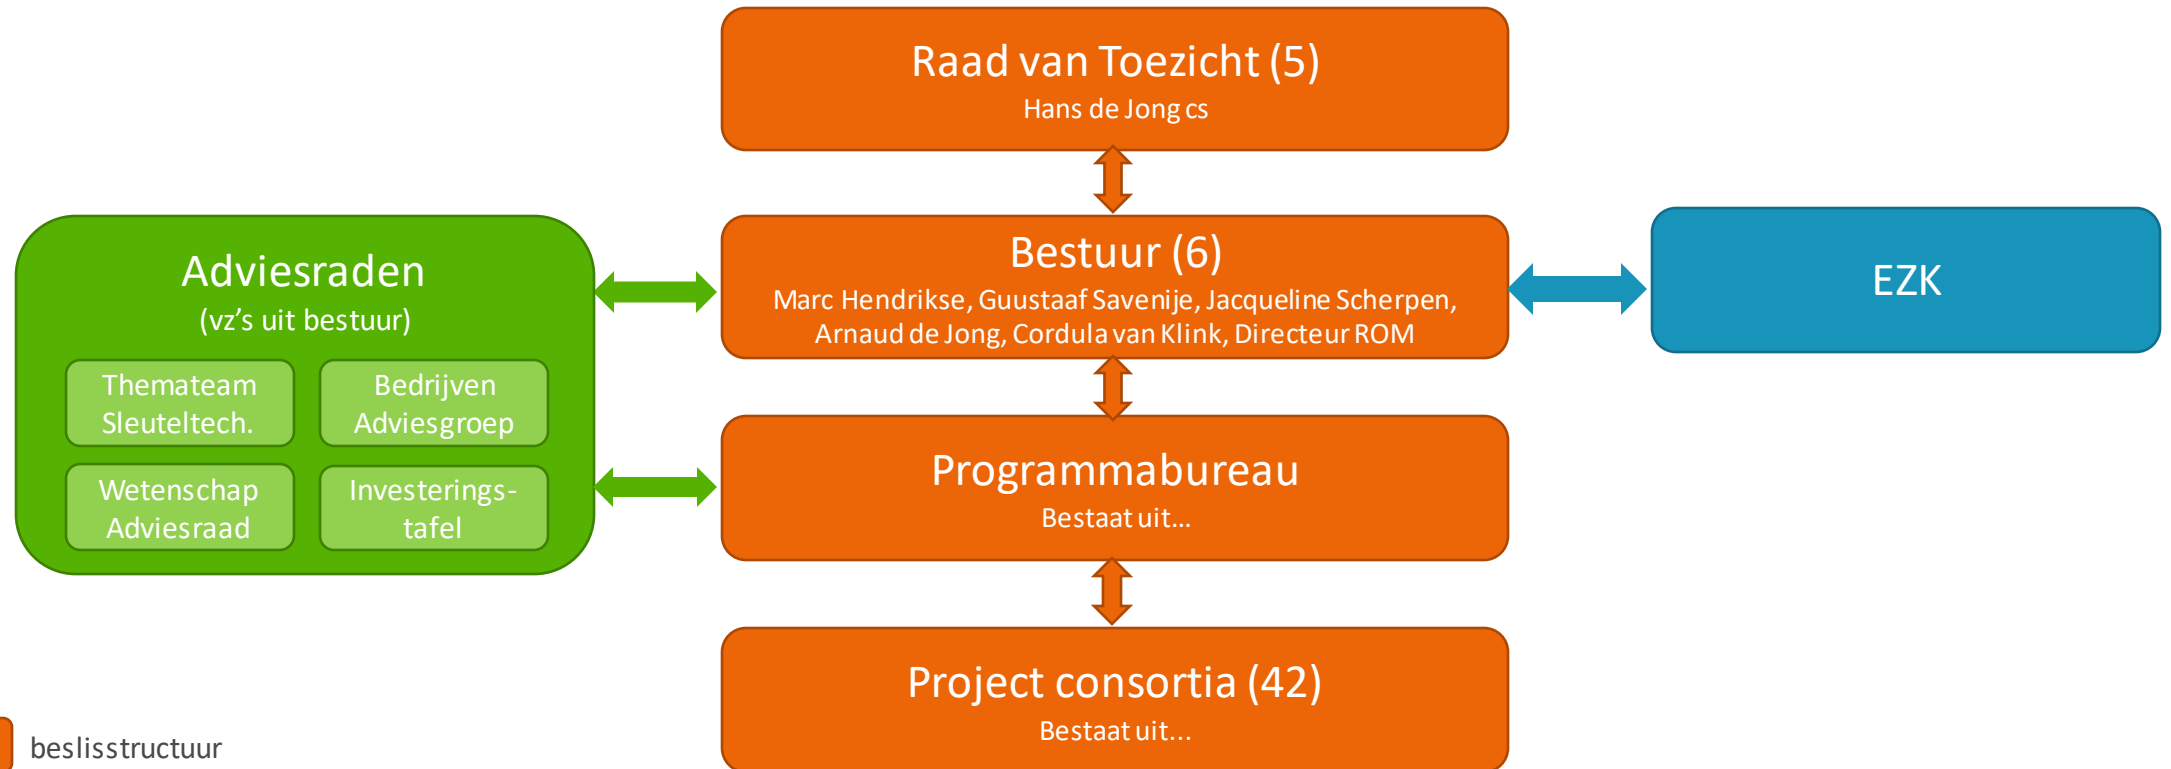 Raad van Toezicht (5)
Hans de Jong cs
Adviesraden
(vz's uit bestuur)
Themateam
Sleuteltech.
Bedrijven
Adviesgroep
Wetenschap
Adviesraad
Investerings-
tafel
Bestuur (6)
Marc Hendrikse, Guustaaf Savenije, Jacqueline Scherpen,
Arnaud de Jong, Cordula van Klink, Directeur ROM
EZK
Programmabureau
Bestaat uit...
Project consortia (42)
Bestaat uit...
beslisstructuur